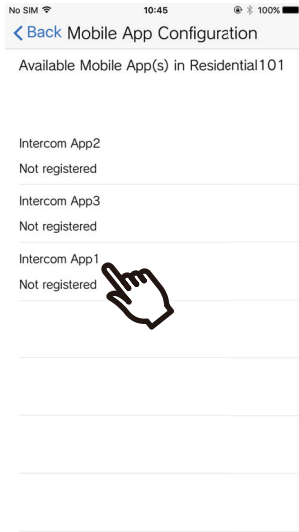 No SIM 10:45 100%
Back Mobile App Configuration
Available Mobile App(s) in Residential101
Intercom App2
Not registered
Intercom App3
Not registered
Intercom App1
Not registered